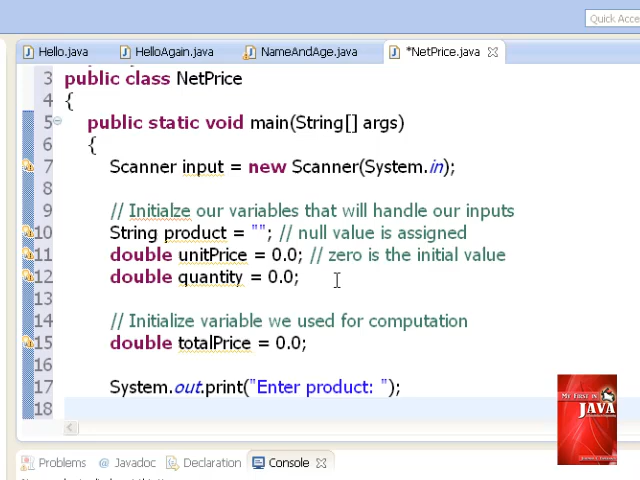 Quick Acce
Hello.java HelloAgain.java NameAndAge.java *NetPrice.java
3 public class NetPrice
4 {
5 public static void main(String[] args)
6 {
7 Scanner input = new Scanner(System.in);
8
9 // Initialze our variables that will handle our inputs
10 String product = ""; // null value is assigned
11 double unitPrice = 0.0; // zero is the initial value
12 double quantity = 0.0;
13
14 // Initialize variable we used for computation
15 double totalPrice = 0.0;
16
17 System.out.print("Enter product: ");
18
MY FIRST IN
JAVA
Problems @ Javadoc Declaration Console